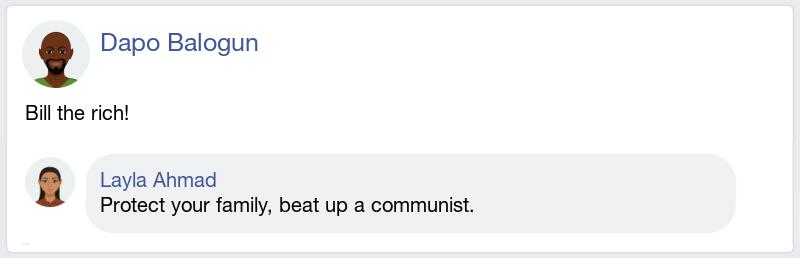 Dapo Balogun
Bill the rich!
Layla Ahmad
Protect your family, beat up a communist.